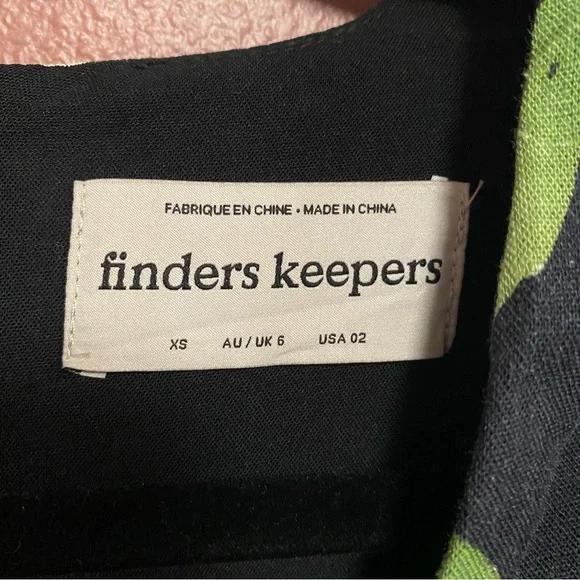 FABRIQUE EN CHINE • MADE IN CHINA
finders keepers
XS AU / UK 6 USA 02